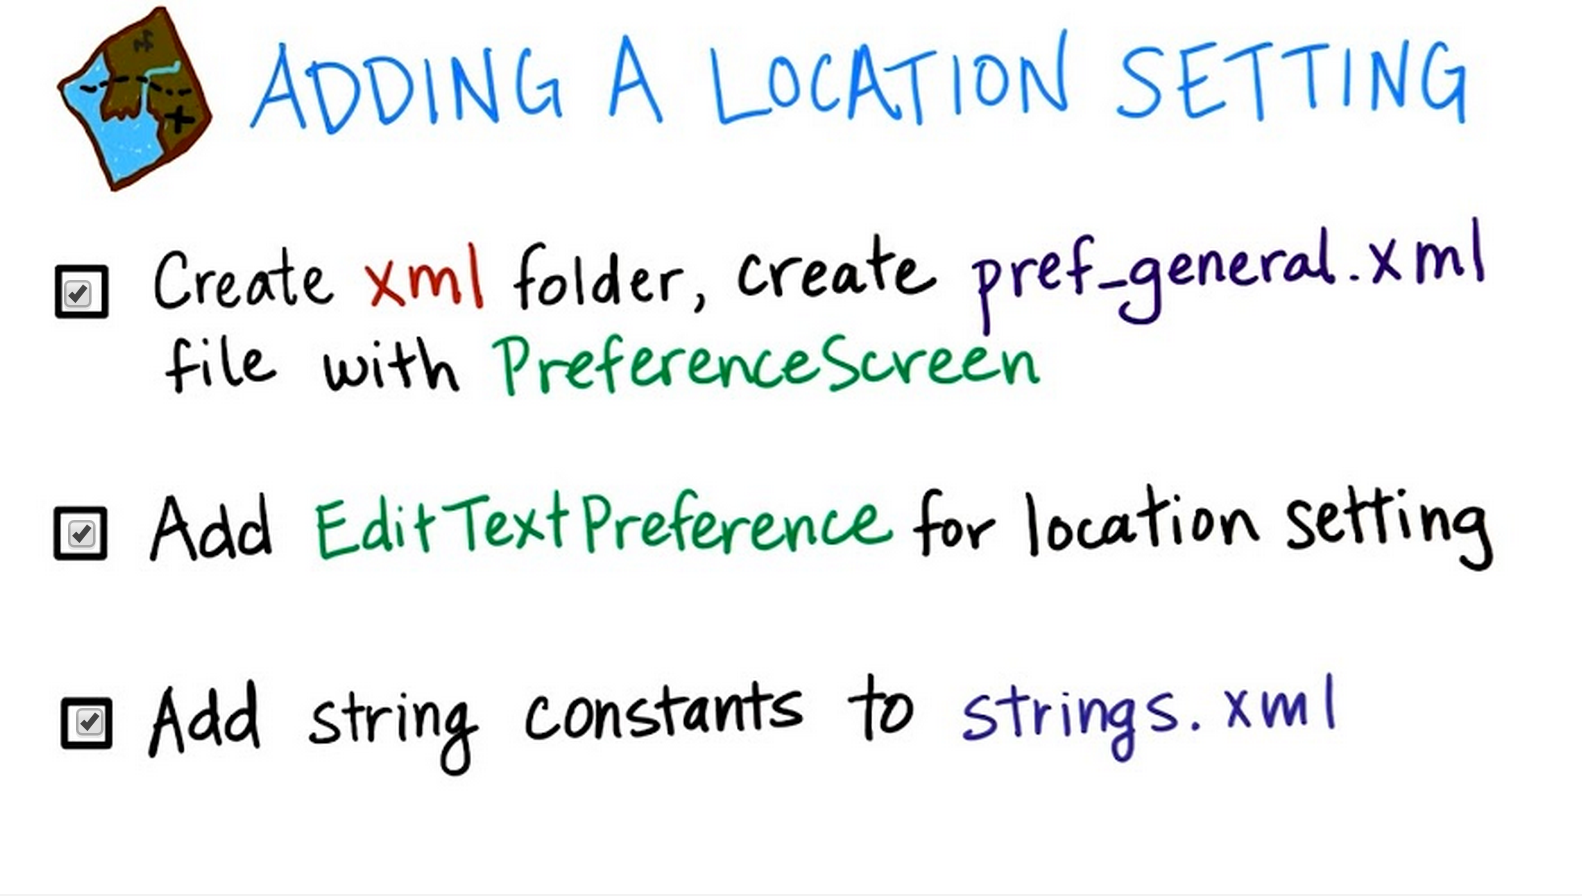 ADDING A LOCATION SETTING
Create xml folder, create pref_general.xml
file with PreferenceScreen
Add EditTextPreference for location setting
Add string constants to strings.xml